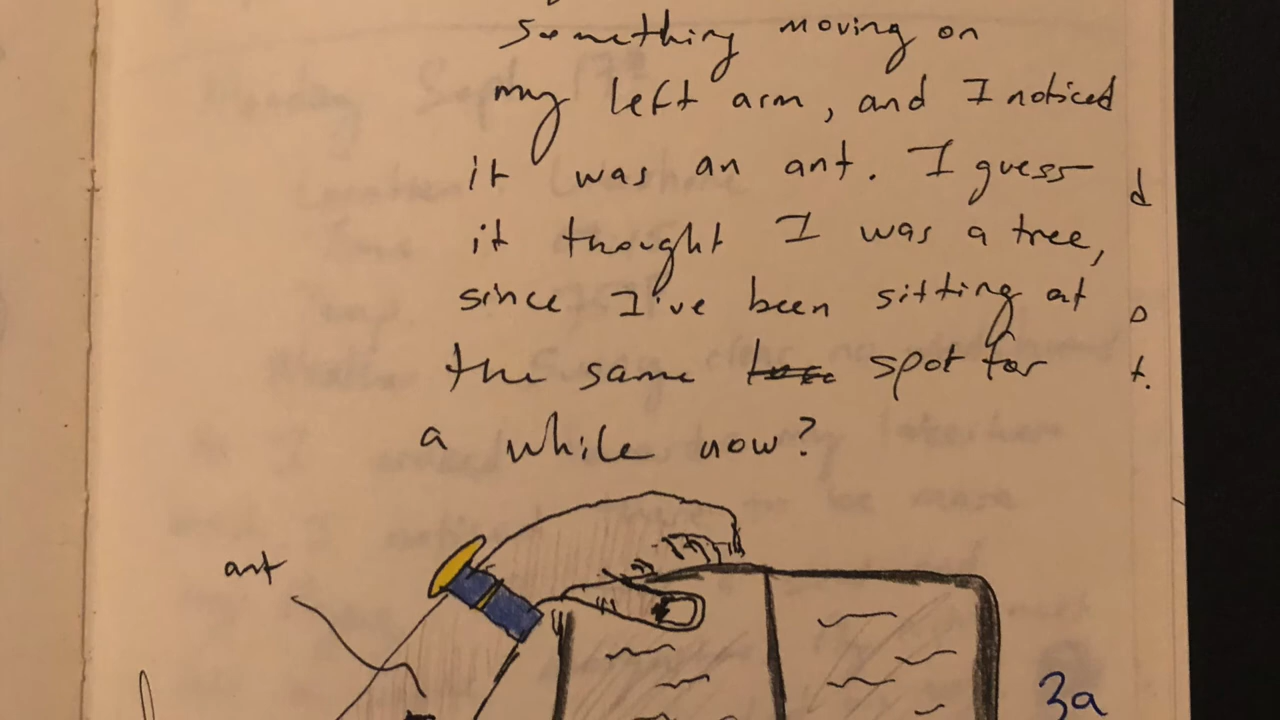 something moving on
my left arm, and I noticed
it was an ant. I guess
it thought I was a tree,
since I've been sitting at
the same spot for
a while now?
d
o
t.
ant
3a